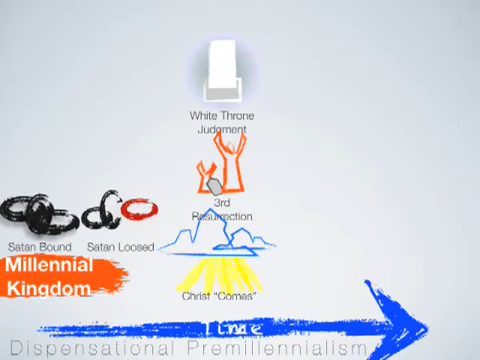 White Throne
Judgment
3rd
Resurrection
Satan Bound
Satan Loosed
Millennial
Kingdom
Christ "Comes"
Time
Dispensational Premillennialism